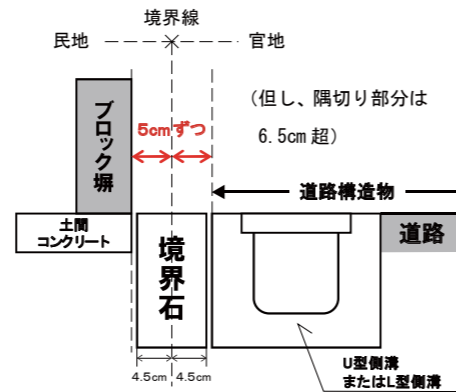 境界線
民地
官地
ブロック塀
5cmずつ
(但し、隅切り部分は
6.5cm超)
道路構造物
土間
コンクリート
境界石
道路
4.5cm
4.5cm
U型側溝
またはL型側溝